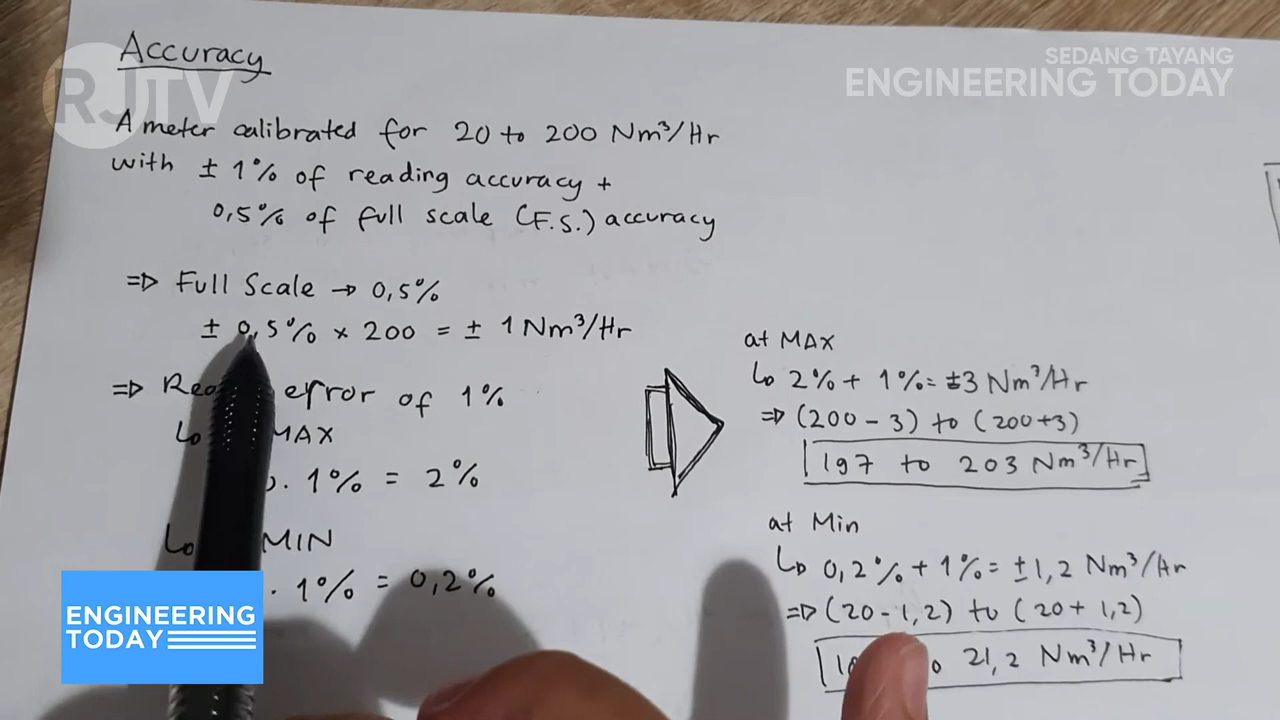 Accuracy
RJTV
SEDANG TAYANG
ENGINEERING TODAY
A meter calibrated for 20 to 200 Nm³/Hr
with ± 1% of reading accuracy +
0,5% of full scale (F.S.) accuracy
⇒ Full Scale → 0,5%
± 0,5% × 200 = ± 1 Nm³/Hr
⇒ error of 1%
MAX
. 1% = 2%
MIN
. 1% = 0,2%
at MAX
↳ 2% + 1% = ±3 Nm³/Hr
⇒ (200 - 3) to (200+3)
197 to 203 Nm³/Hr
at Min
↳ 0,2% + 1% = ±1,2 Nm³/Hr
⇒ (20 - 1,2) to (20 + 1,2)
21,2 Nm³/Hr
ENGINEERING
TODAY